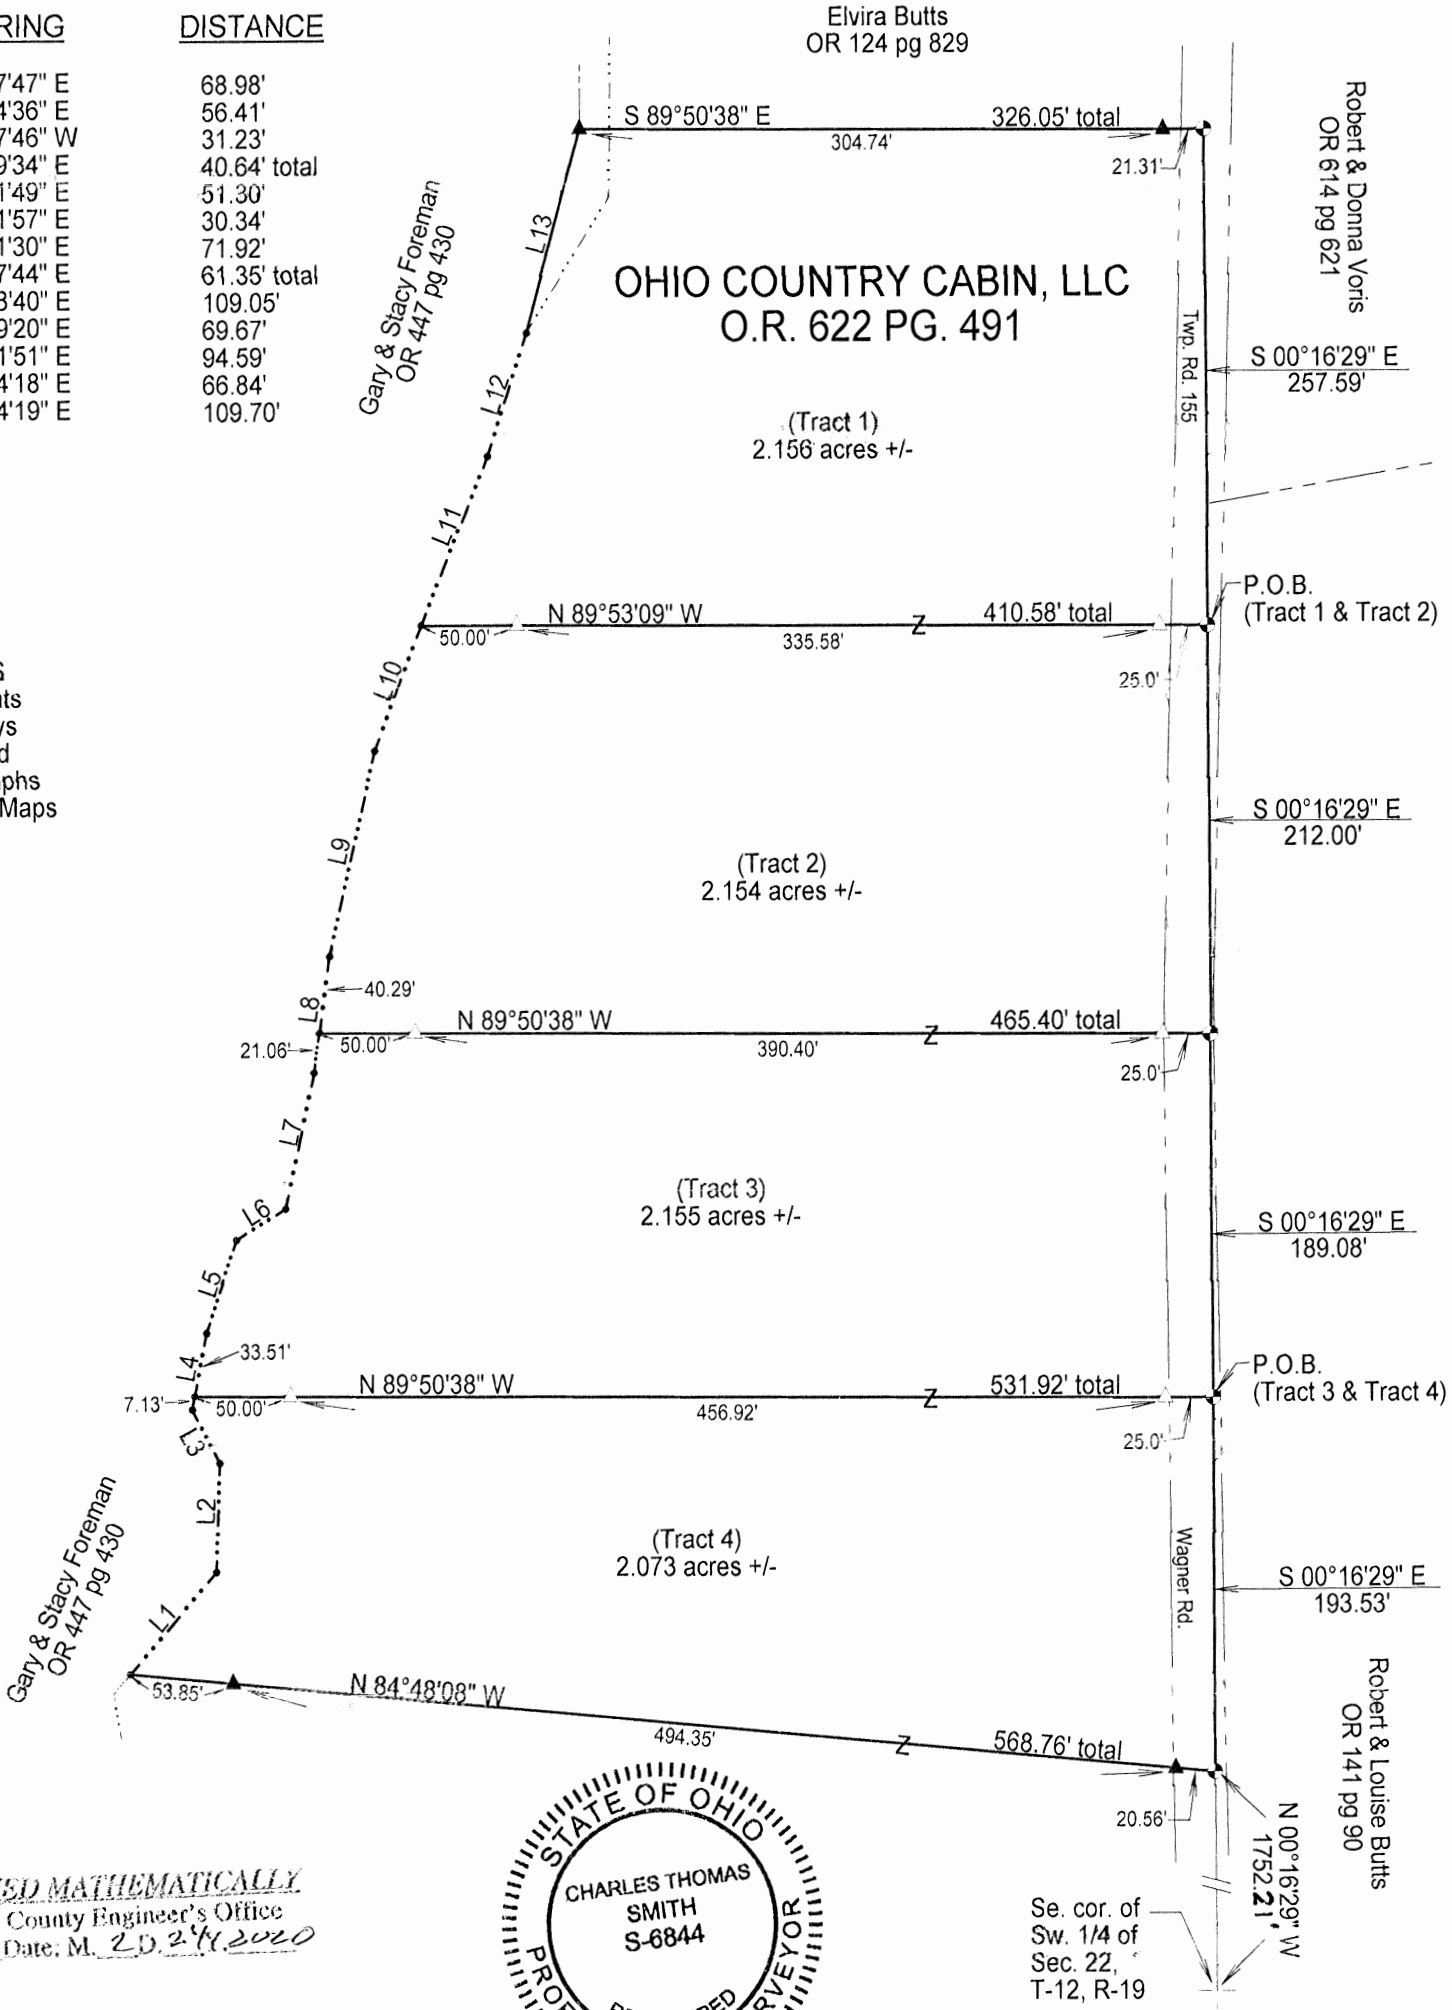 RING DISTANCE
7'47" E 68.98'
4'36" E 56.41'
7'46" W 31.23'
9'34" E 40.64' total
1'49" E 51.30'
1'57" E 30.34'
1'30" E 71.92'
7'44" E 61.35' total
3'40" E 109.05'
9'20" E 69.67'
1'51" E 94.59'
4'18" E 66.84'
4'19" E 109.70'
S
nts
ys
d
aphs
Maps
Elvira Butts
OR 124 pg 829
S 89°50'38" E 326.05' total
304.74'
21.31'
Robert & Donna Voris
OR 614 pg 621
Gary & Stacy Foreman
OR 447 pg 430
L13
OHIO COUNTRY CABIN, LLC
O.R. 622 PG. 491
Twp. Rd. 155
S 00°16'29" E
257.59'
L12
(Tract 1)
2.156 acres +/-
L11
P.O.B.
(Tract 1 & Tract 2)
N 89°53'09" W 410.58' total
50.00' 335.58'
25.0'
L10
S 00°16'29" E
212.00'
L9
(Tract 2)
2.154 acres +/-
40.29'
L8
N 89°50'38" W 465.40' total
21.06' 50.00' 390.40'
25.0'
L7
(Tract 3)
2.155 acres +/-
L6
S 00°16'29" E
189.08'
L5
33.51'
L4
P.O.B.
(Tract 3 & Tract 4)
N 89°50'38" W 531.92' total
7.13' 50.00' 456.92'
25.0'
L3
L2
Gary & Stacy Foreman
OR 447 pg 430
(Tract 4)
2.073 acres +/-
Wagner Rd.
S 00°16'29" E
193.53'
L1
53.85' N 84°48'08" W
494.35' 568.76' total
20.56'
Robert & Louise Butts
OR 141 pg 90
N 00°16'29" W
1752.21'
STATE OF OHIO
CHARLES THOMAS
SMITH
S-6844
ED MATHEMATICALLY
County Engineer's Office
Date: M. 2 D. 24 Y. 2020
Se. cor. of
Sw. 1/4 of
Sec. 22,
T-12, R-19